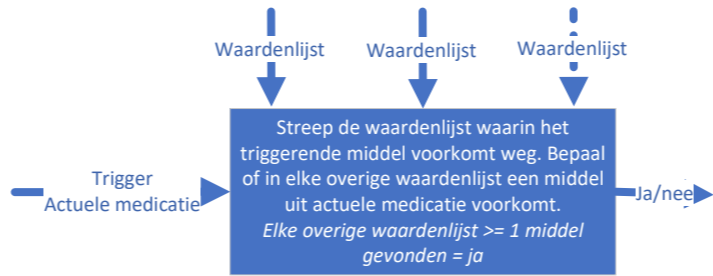 Waardenlijst Waardenlijst Waardenlijst
Streep de waardenlijst waarin het
triggerende middel voorkomt weg. Bepaal
of in elke overige waardenlijst een middel
uit actuele medicatie voorkomt.
Elke overige waardenlijst >= 1 middel
gevonden = ja
Trigger
Actuele medicatie
Ja/nee